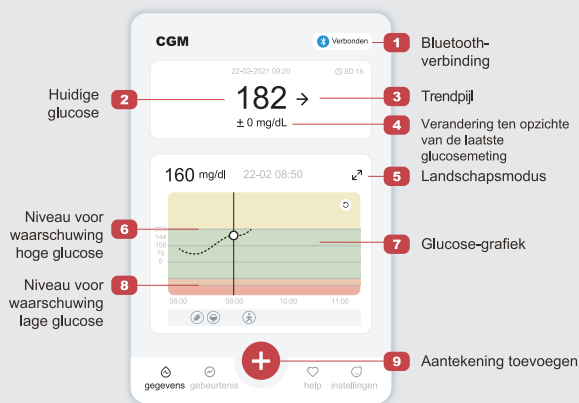 CGM
Verbonden
1
Bluetooth-
verbinding
22-02-2021 09:20
8D 1h
Huidige
glucose
2
182
3
Trendpijl
± 0 mg/dL
4
Verandering ten opzichte
van de laatste
glucosemeting
160 mg/dl
22-02 08:50
5
Landschapsmodus
Niveau voor
waarschuwing
hoge glucose
6
144
108
70
0
7
Glucose-grafiek
Niveau voor
waarschuwing
lage glucose
8
08:00
09:00
10:00
11:00
9
Aantekening toevoegen
gegevens
gebeurtenis
help
instellingen